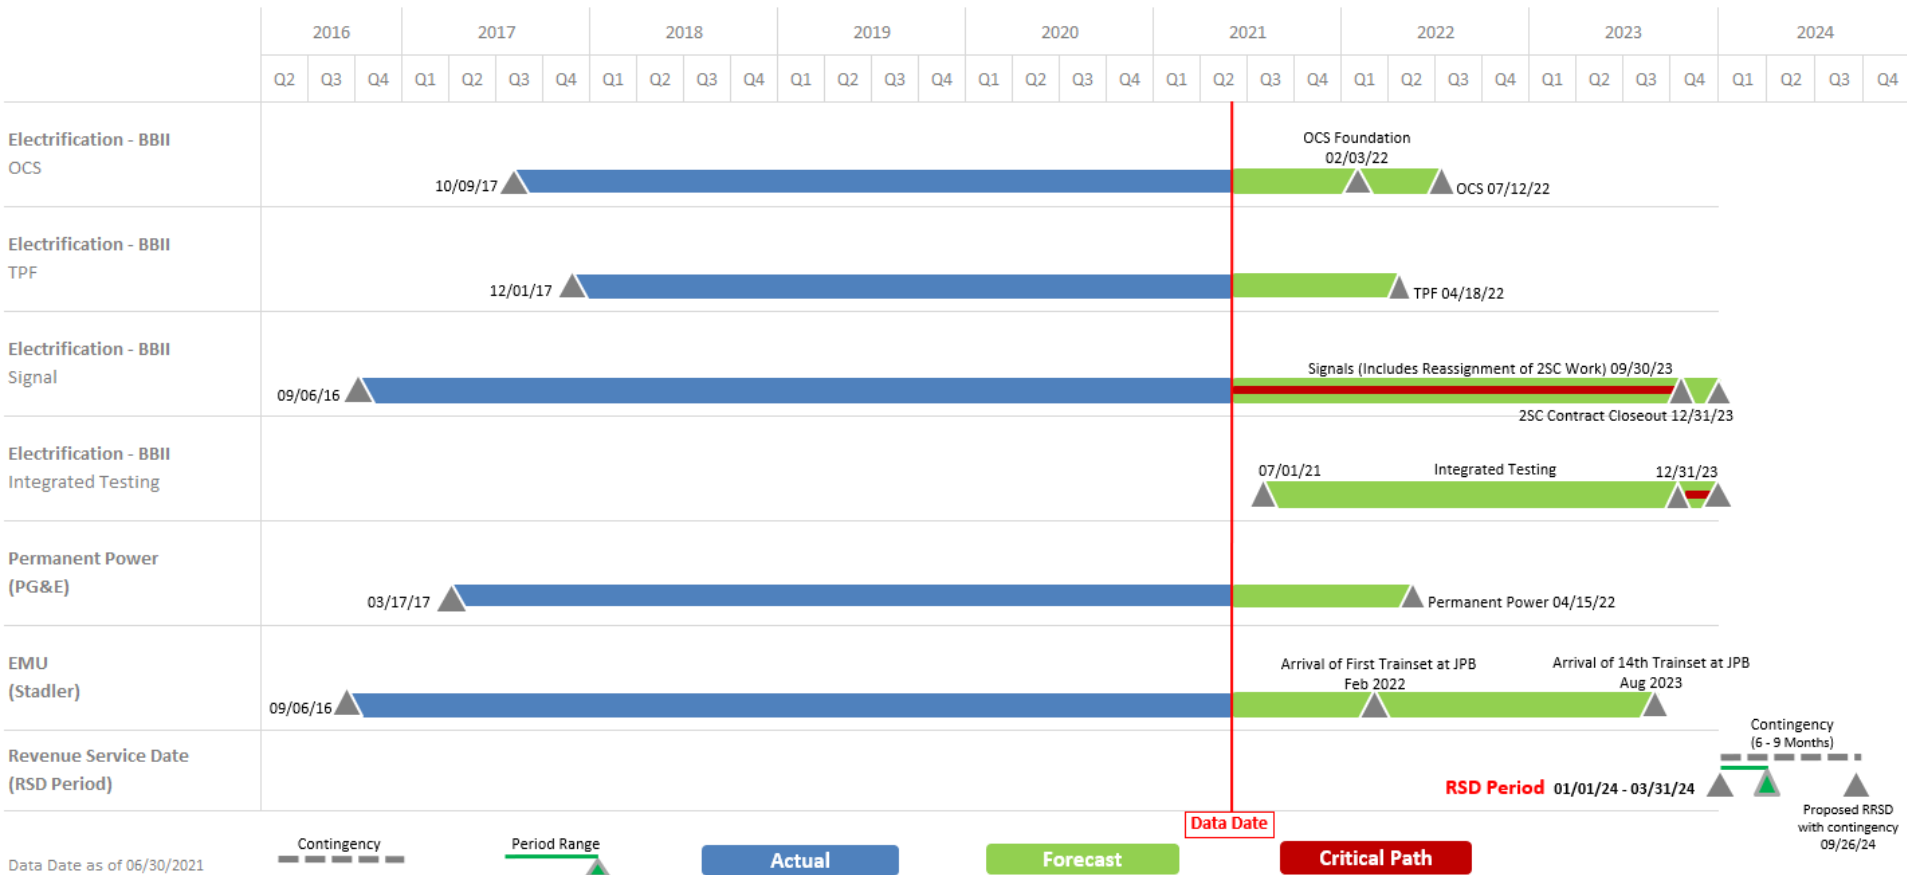 2016 2017 2018 2019 2020 2021 2022 2023 2024
Q2 Q3 Q4 Q1 Q2 Q3 Q4 Q1 Q2 Q3 Q4 Q1 Q2 Q3 Q4 Q1 Q2 Q3 Q4 Q1 Q2 Q3 Q4 Q1 Q2 Q3 Q4 Q1 Q2 Q3 Q4 Q1 Q2 Q3 Q4
Electrification - BBII
OCS
10/09/17
OCS Foundation
02/03/22
OCS 07/12/22
Electrification - BBII
TPF
12/01/17
TPF 04/18/22
Electrification - BBII
Signal
09/06/16
Signals (Includes Reassignment of 2SC Work) 09/30/23
2SC Contract Closeout 12/31/23
Electrification - BBII
Integrated Testing
07/01/21
Integrated Testing
12/31/23
Permanent Power
(PG&E)
03/17/17
Permanent Power 04/15/22
EMU
(Stadler)
09/06/16
Arrival of First Trainset at JPB
Feb 2022
Arrival of 14th Trainset at JPB
Aug 2023
Revenue Service Date
(RSD Period)
RSD Period 01/01/24 - 03/31/24
Contingency
(6 - 9 Months)
Proposed RRSD
with contingency
09/26/24
Data Date
Data Date as of 06/30/2021
Contingency
Period Range
Actual
Forecast
Critical Path